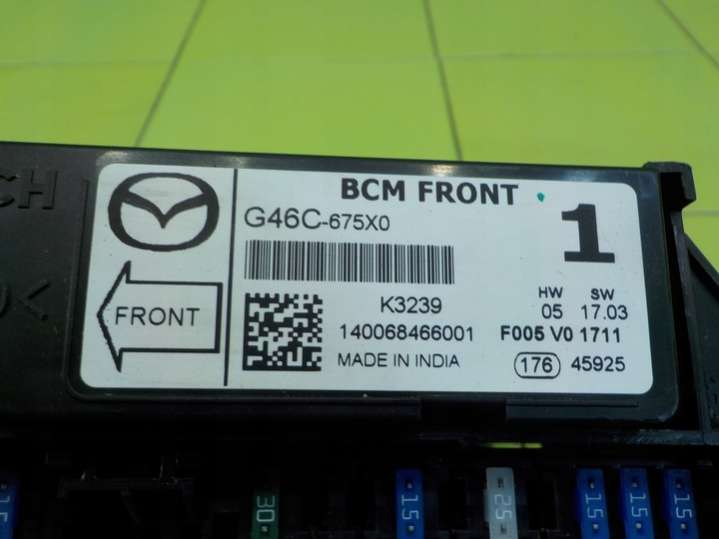 BCM FRONT
G46C-675X0
1
FRONT
K3239
HW SW
05 17.03
140068466001
F005 V0 1711
MADE IN INDIA
176 45925
CH
15
30
15
25
15
15
15